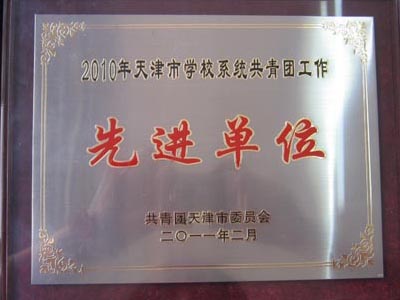 2010年天津市学校系统共青团工作
先进单位
共青团天津市委员会
二〇一一年二月